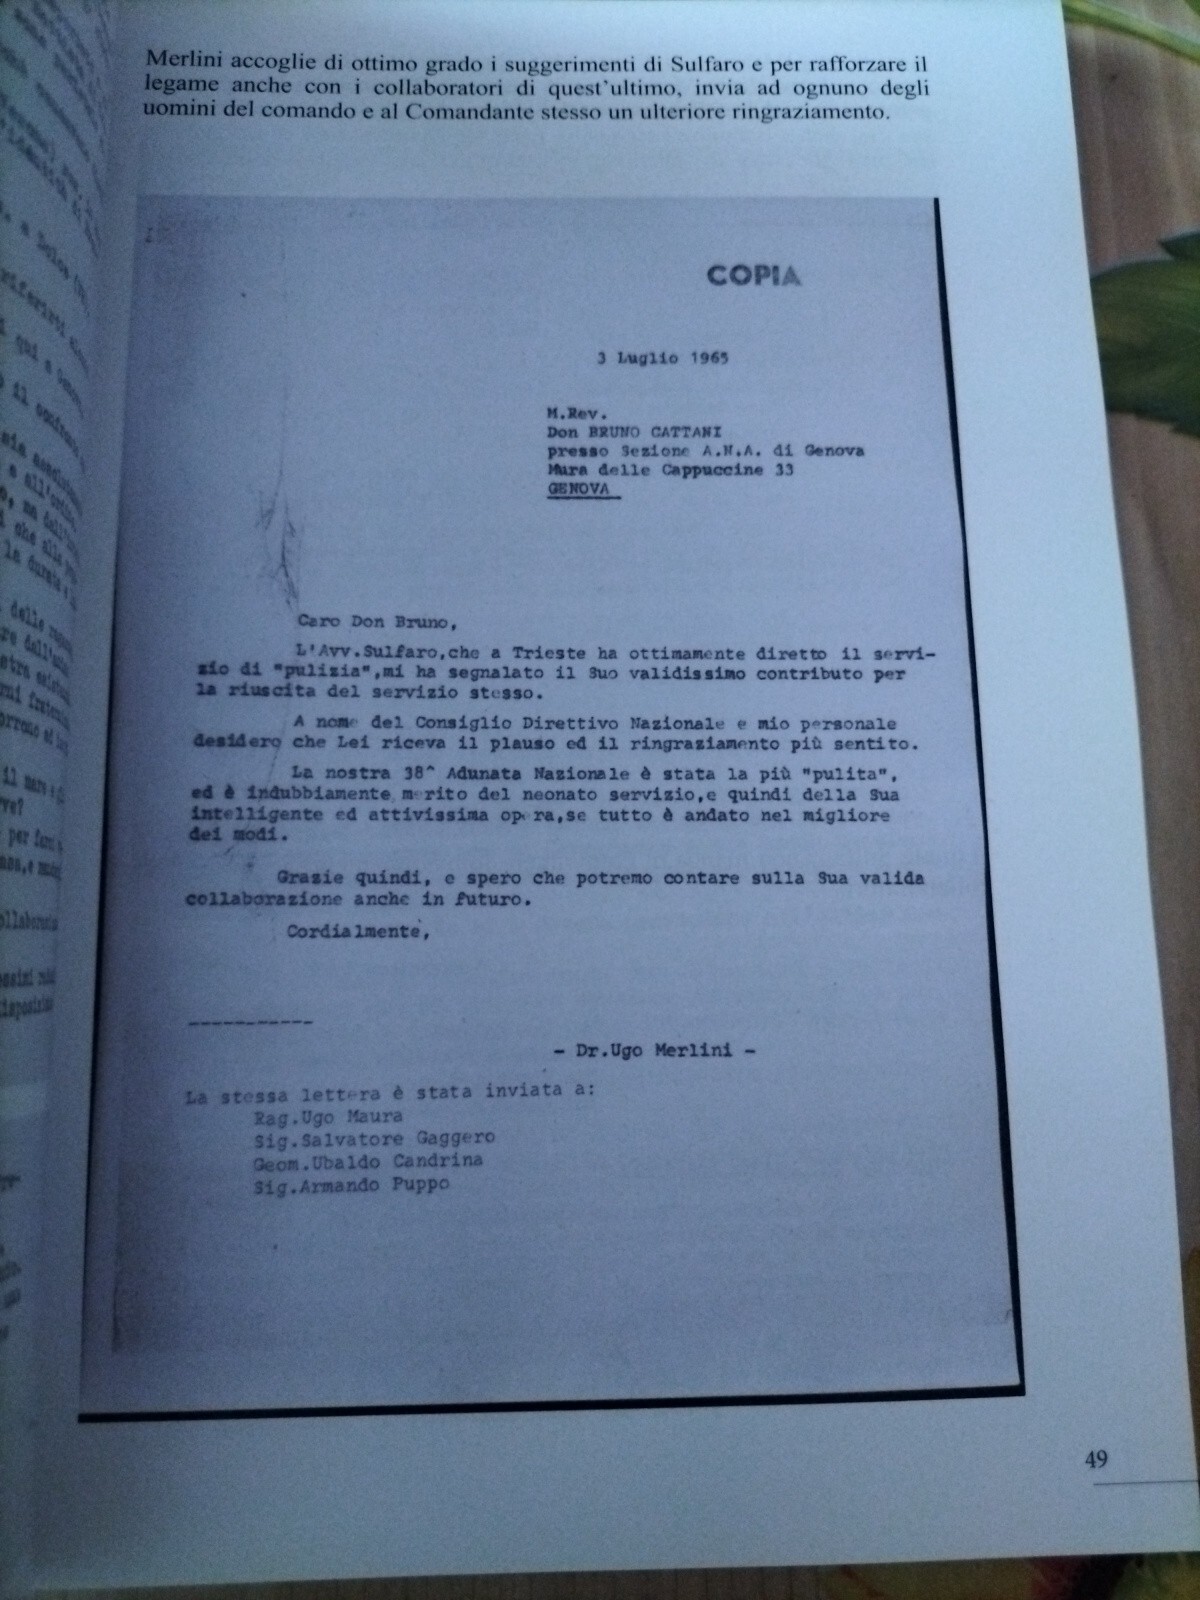 Merlini accoglie di ottimo grado i suggerimenti di Sulfaro e per rafforzare il
legame anche con i collaboratori di quest'ultimo, invia ad ognuno degli
uomini del comando e al Comandante stesso un ulteriore ringraziamento.
COPIA
3 Luglio 1965
M.Rev.
Don BRUNO CATTANI
presso Sezione A.N.A. di Genova
Mura delle Cappuccine 33
GENOVA
Caro Don Bruno,
L'Avv.Sulfaro,che a Trieste ha ottimamente diretto il servi-
zio di "pulizia",mi ha segnalato il Suo validissimo contributo per
la riuscita del servizio stesso.
A nome del Consiglio Direttivo Nazionale e mio personale
desidero che Lei riceva il plauso ed il ringraziamento più sentito.
La nostra 38^ Adunata Nazionale è stata la più "pulita",
ed è indubbiamente merito del neonato servizio,e quindi della Sua
intelligente ed attivissima opera,se tutto è andato nel migliore
dei modi.
Grazie quindi, e spero che potremo contare sulla Sua valida
collaborazione anche in futuro.
Cordialmente,
-----------
- Dr.Ugo Merlini -
La stessa lettera è stata inviata a:
Rag.Ugo Maura
Sig.Salvatore Gaggero
Geom.Ubaldo Candrina
Sig.Armando Puppo
49